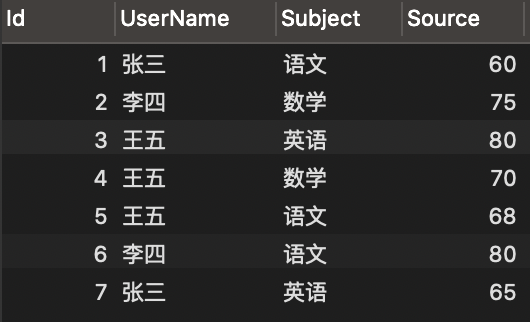 Id UserName Subject Source
1 张三 语文 60
2 李四 数学 75
3 王五 英语 80
4 王五 数学 70
5 王五 语文 68
6 李四 语文 80
7 张三 英语 65